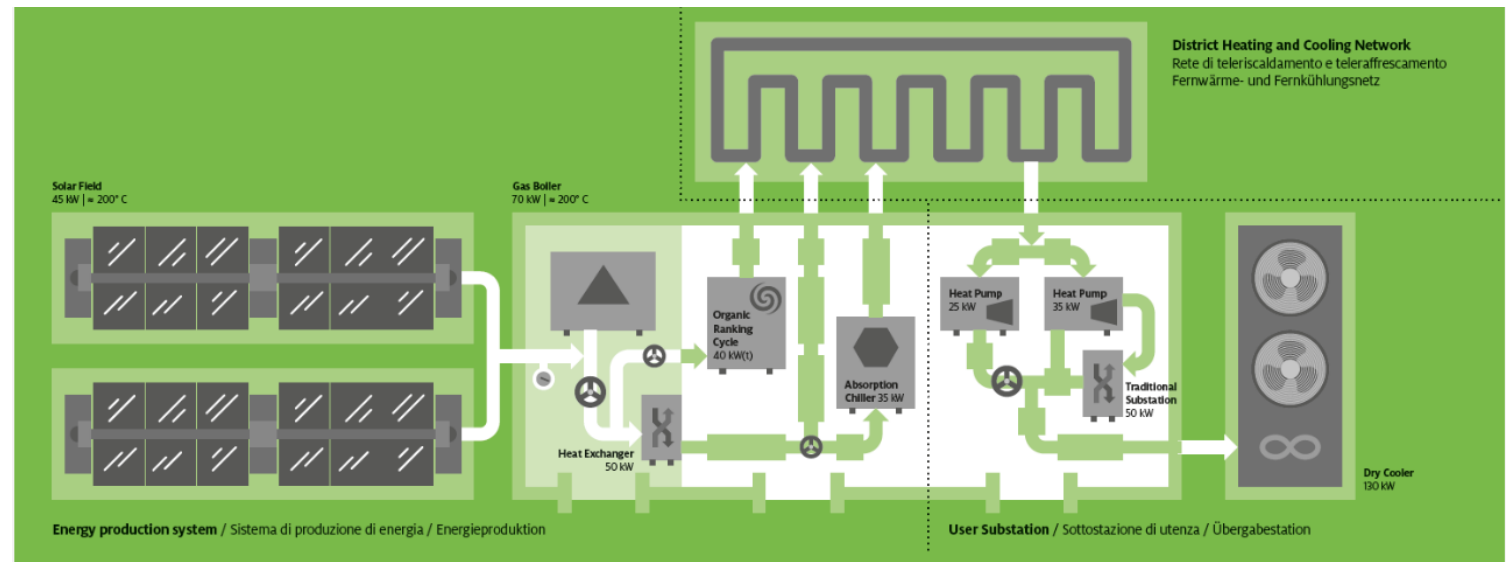 District Heating and Cooling Network
Rete di teleriscaldamento e teleraffrescamento
Fernwärme- und Fernkühlungsnetz
Solar Field
45 kW | ≈ 200° C
Gas Boiler
70 kW | ≈ 200° C
Organic
Ranking
Cycle
40 kW(t)
Absorption
Chiller 35 kW
Heat Exchanger
50 kW
Heat Pump
25 kW
Heat Pump
35 kW
Traditional
Substation
50 kW
Dry Cooler
130 kW
Energy production system / Sistema di produzione di energia / Energieproduktion
User Substation / Sottostazione di utenza / Übergabestation